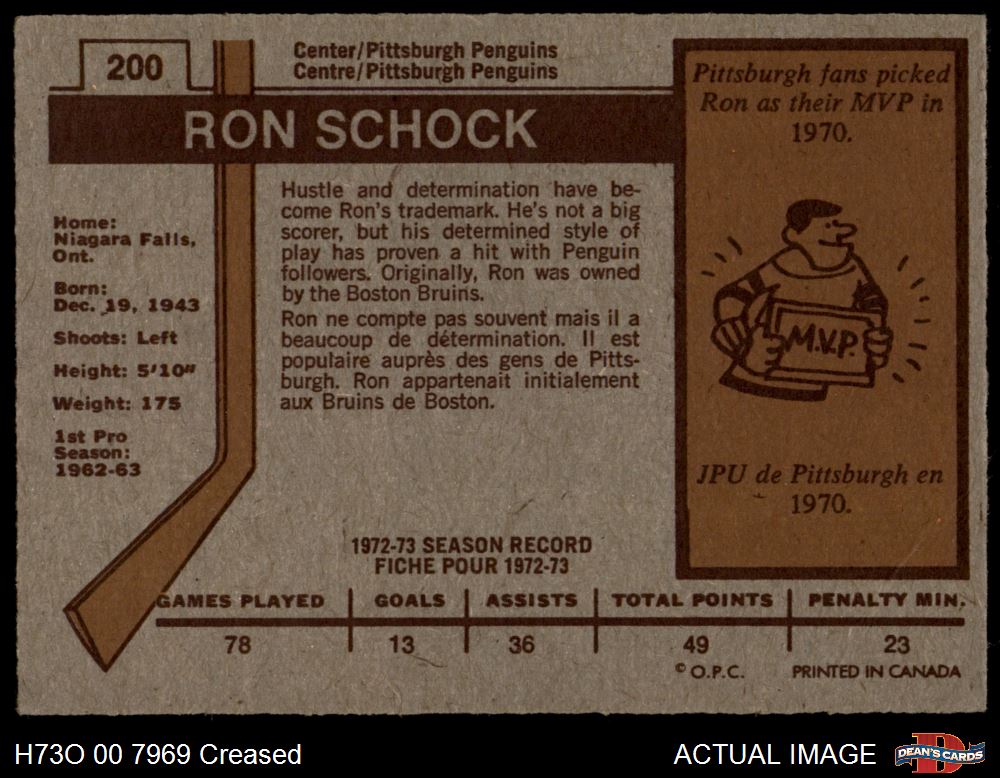 200
Center/Pittsburgh Penguins
Centre/Pittsburgh Penguins
RON SCHOCK
Home:
Niagara Falls,
Ont.
Born:
Dec. 19, 1943
Shoots: Left
Height: 5'10"
Weight: 175
1st Pro
Season:
1962-63
Hustle and determination have be-
come Ron's trademark. He's not a big
scorer, but his determined style of
play has proven a hit with Penguin
followers. Originally, Ron was owned
by the Boston Bruins.
Ron ne compte pas souvent mais il a
beaucoup de détermination. Il est
populaire auprès des gens de Pitts-
burgh. Ron appartenait initialement
aux Bruins de Boston.
Pittsburgh fans picked
Ron as their MVP in
1970.
M.V.P.
JPU de Pittsburgh en
1970.
1972-73 SEASON RECORD
FICHE POUR 1972-73
GAMES PLAYED GOALS ASSISTS TOTAL POINTS PENALTY MIN.
78 13 36 49 23
© O.P.C. PRINTED IN CANADA
H73O 00 7969 Creased
ACTUAL IMAGE
DEAN'S CARDS